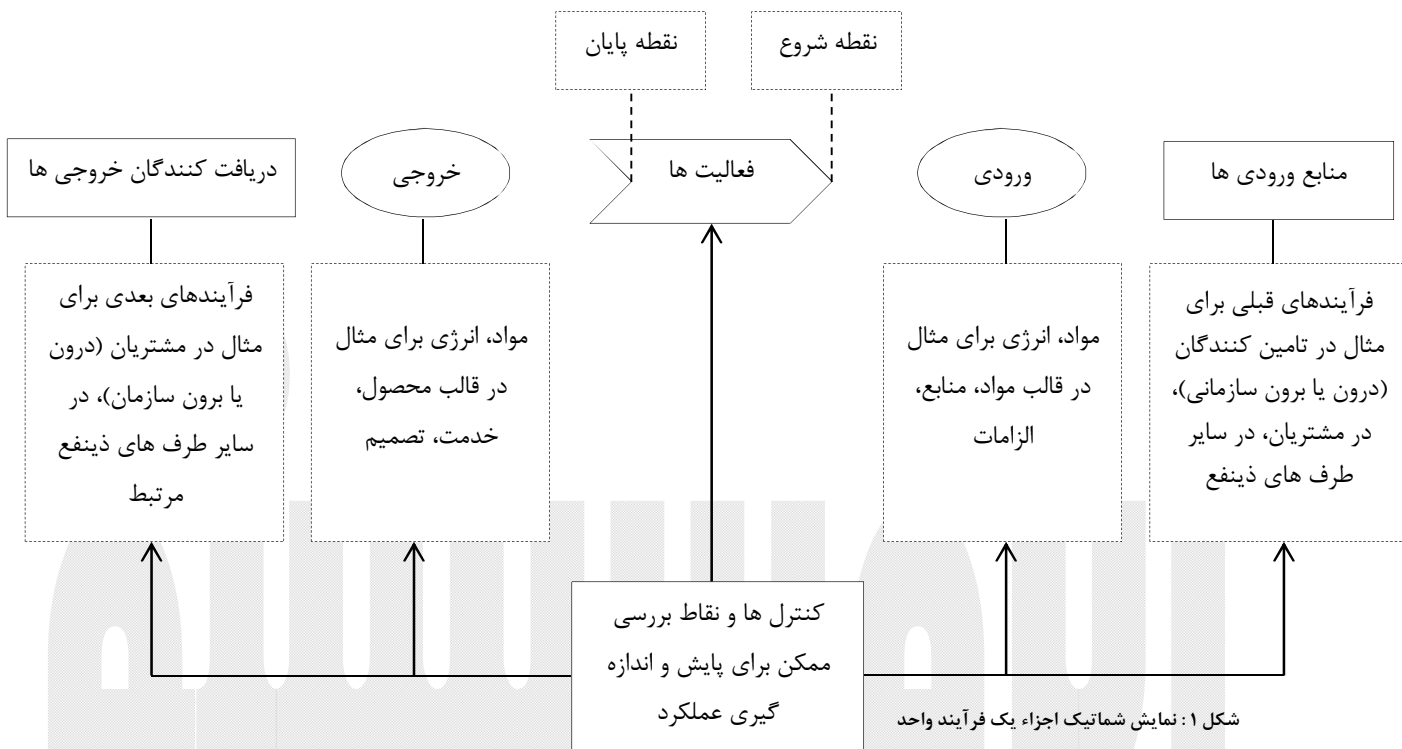 نقطه شروع
نقطه پایان
منابع ورودی ها
ورودی
فعالیت ها
خروجی
دریافت کنندگان خروجی ها
فرآیندهای قبلی برای
مثال در تامین کنندگان
(درون یا برون سازمانی)،
در مشتریان، در سایر
طرف های ذینفع
مواد، انرژی برای مثال
در قالب مواد، منابع،
الزامات
مواد، انرژی برای مثال
در قالب محصول،
خدمت، تصمیم
فرآیندهای بعدی برای
مثال در مشتریان (درون
یا برون سازمان)، در
سایر طرف های ذینفع
مرتبط
کنترل ها و نقاط بررسی
ممکن برای پایش و اندازه
گیری عملکرد
شکل ۱ : نمایش شماتیک اجزاء یک فرآیند واحد